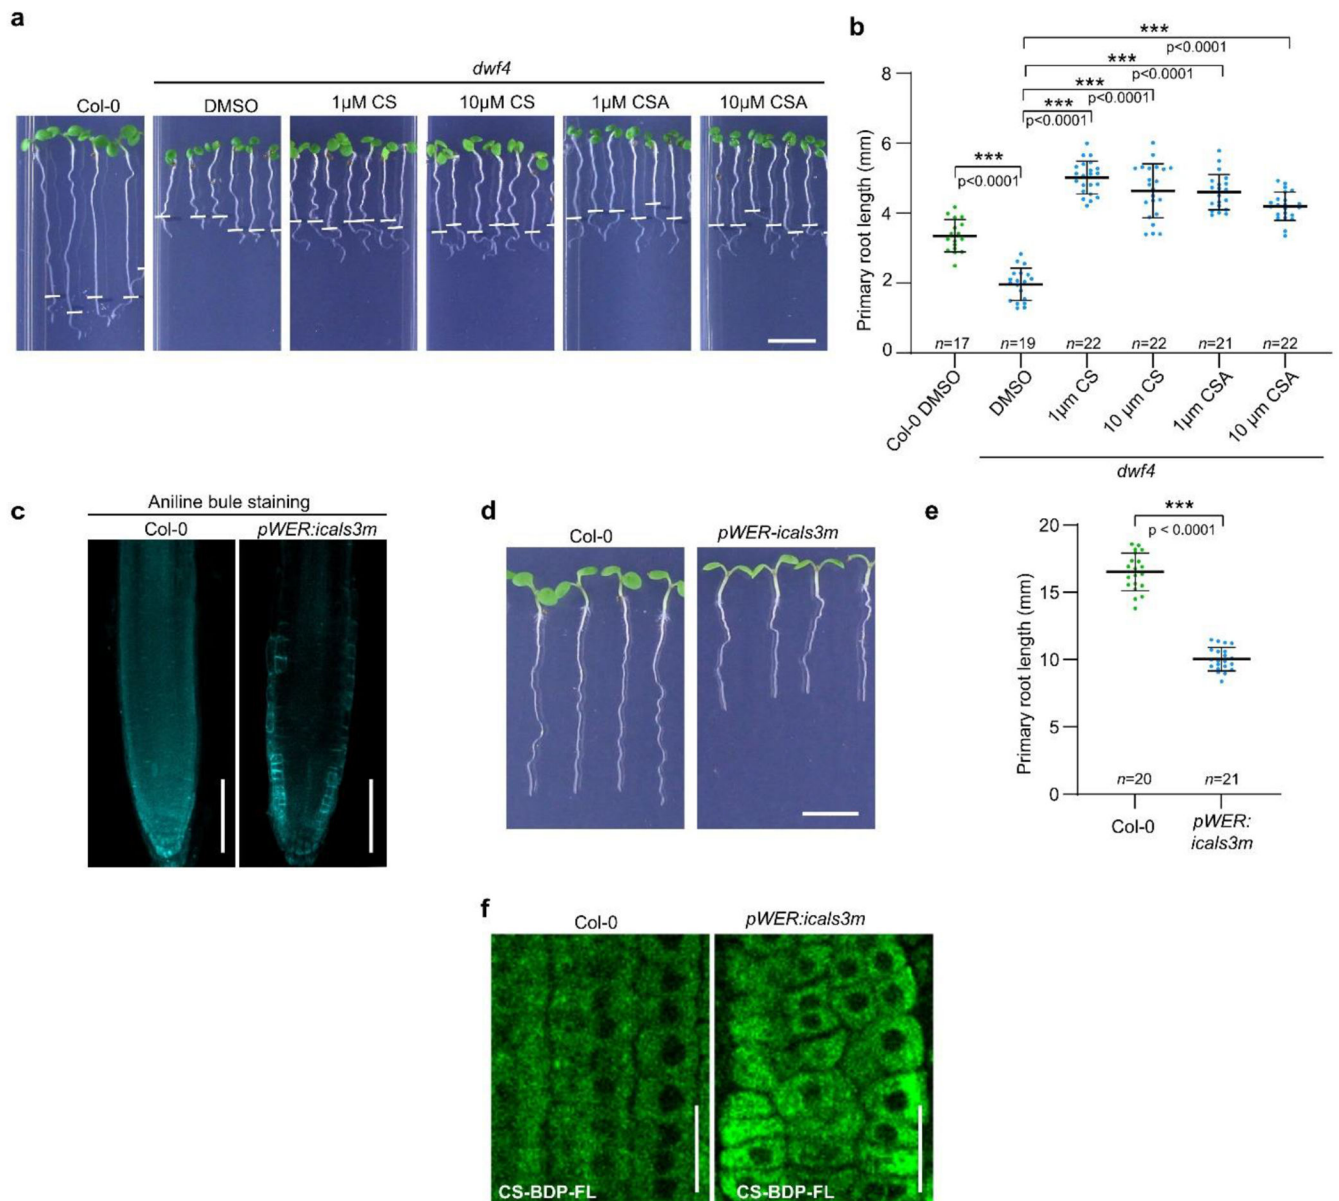 a
dwf4
Col-0
DMSO
1µM CS
10µM CS
1µM CSA
10µM CSA
b
***
p<0.0001
***
p<0.0001
***
p<0.0001
***
p<0.0001
***
p<0.0001
Primary root length (mm)
8
6
4
2
0
n=17
n=19
n=22
n=22
n=21
n=22
Col-0 DMSO
DMSO
1µm CS
10 µm CS
1µm CSA
10 µm CSA
dwf4
c
Aniline bule staining
Col-0
pWER:icals3m
d
Col-0
pWER-icals3m
e
***
p < 0.0001
Primary root length (mm)
20
15
10
5
0
n=20
n=21
Col-0
pWER:
icals3m
f
Col-0
pWER:icals3m
CS-BDP-FL
CS-BDP-FL